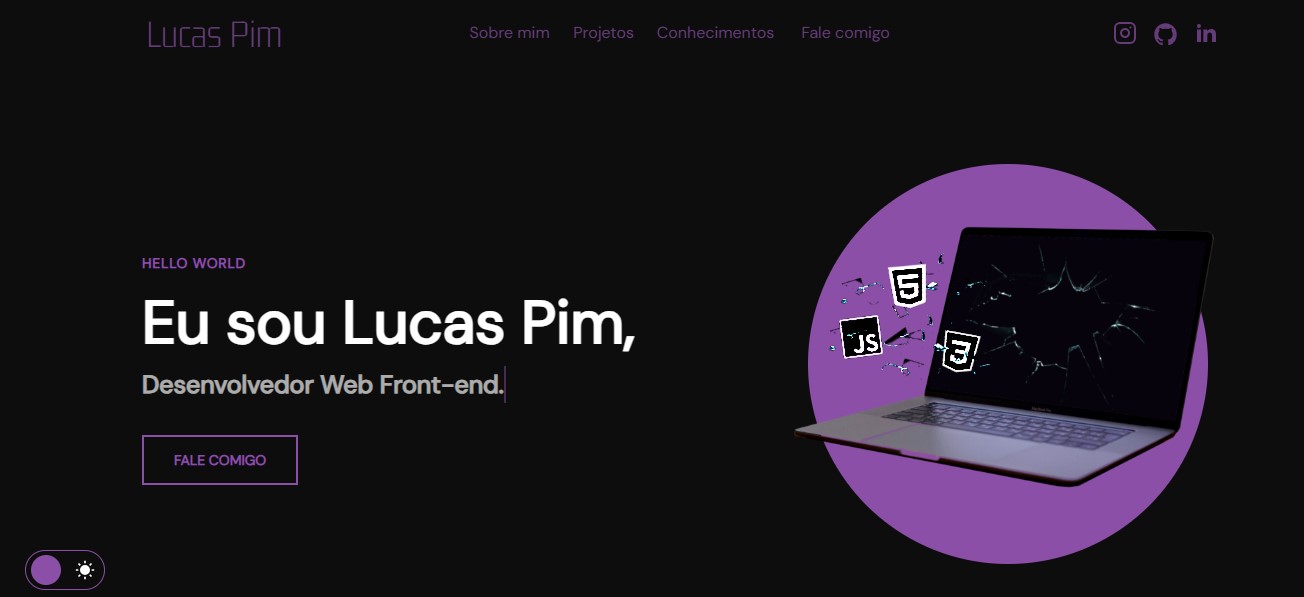 Lucas Pim
Sobre mim Projetos Conhecimentos Fale comigo
in
HELLO WORLD
Eu sou Lucas Pim,
Desenvolvedor Web Front-end.
FALE COMIGO
5
JS
3